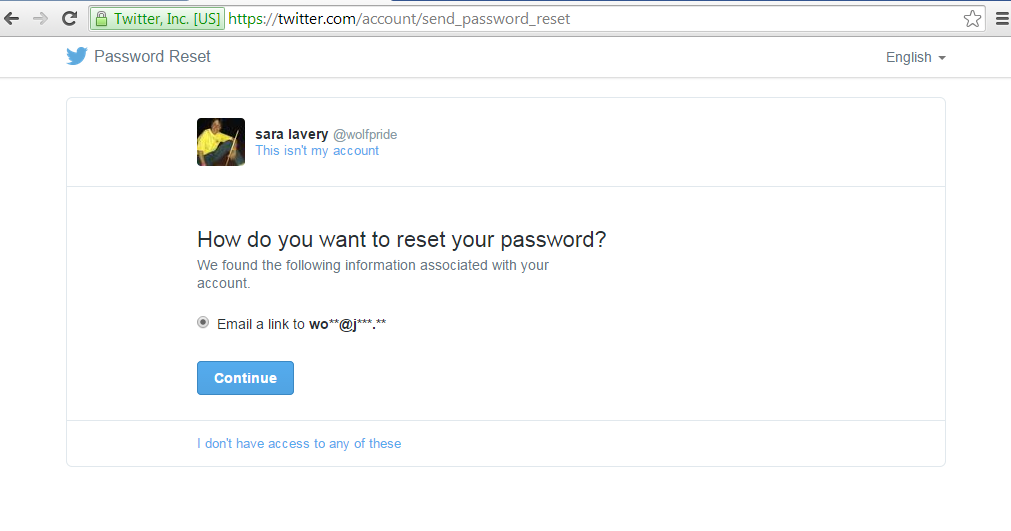 Twitter, Inc. [US] https://twitter.com/account/send_password_reset
Password Reset
English
sara lavery @wolfpride
This isn't my account
How do you want to reset your password?
We found the following information associated with your
account.
Email a link to wo**@j***.**
Continue
I don't have access to any of these